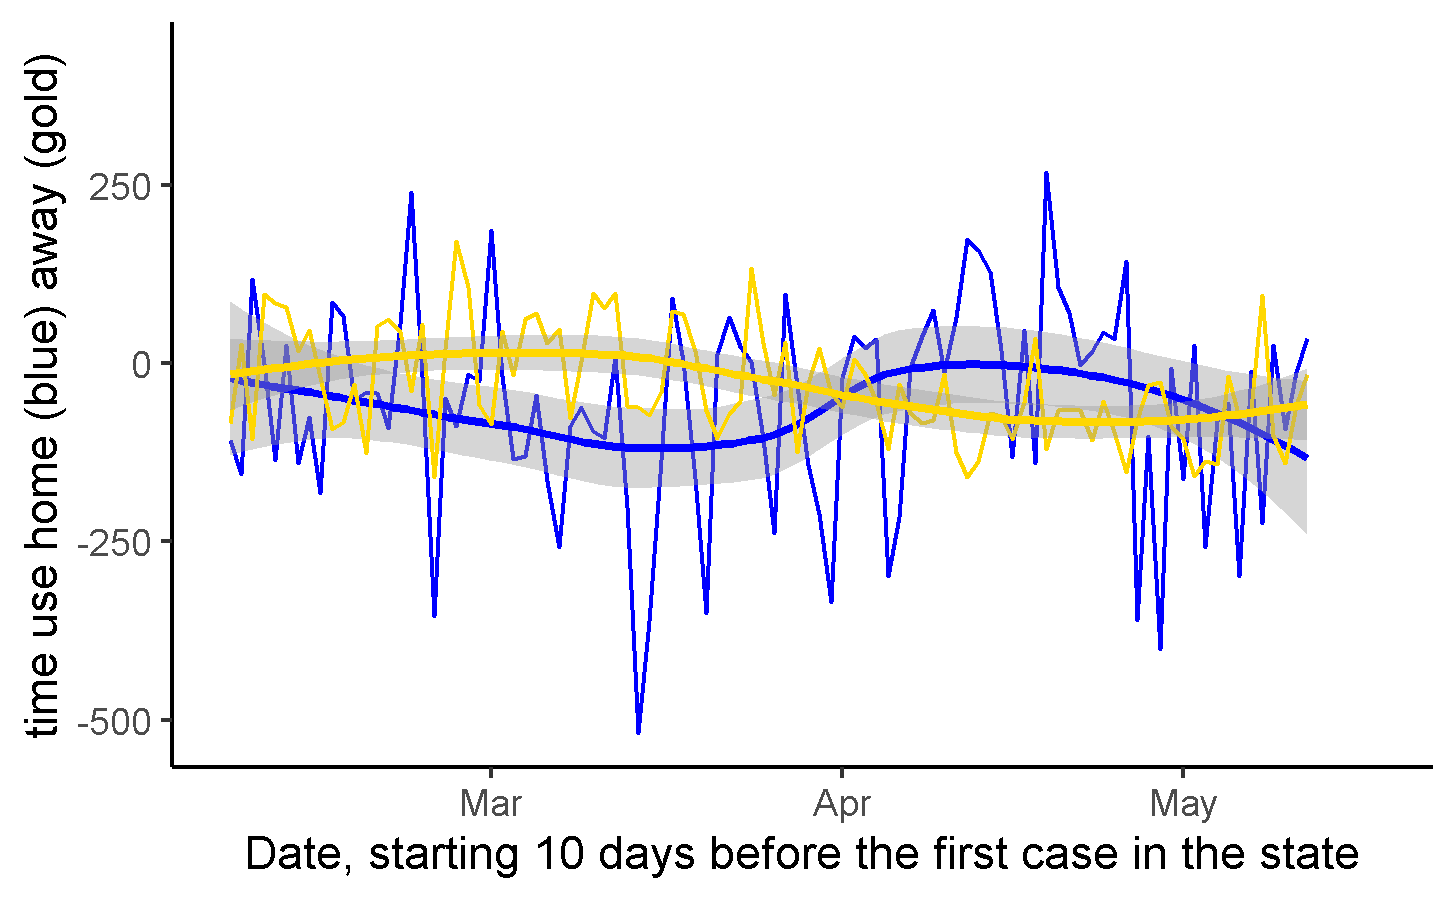 time use home (blue) away (gold)
250
0
-250
-500
Mar
Apr
May
Date, starting 10 days before the first case in the state